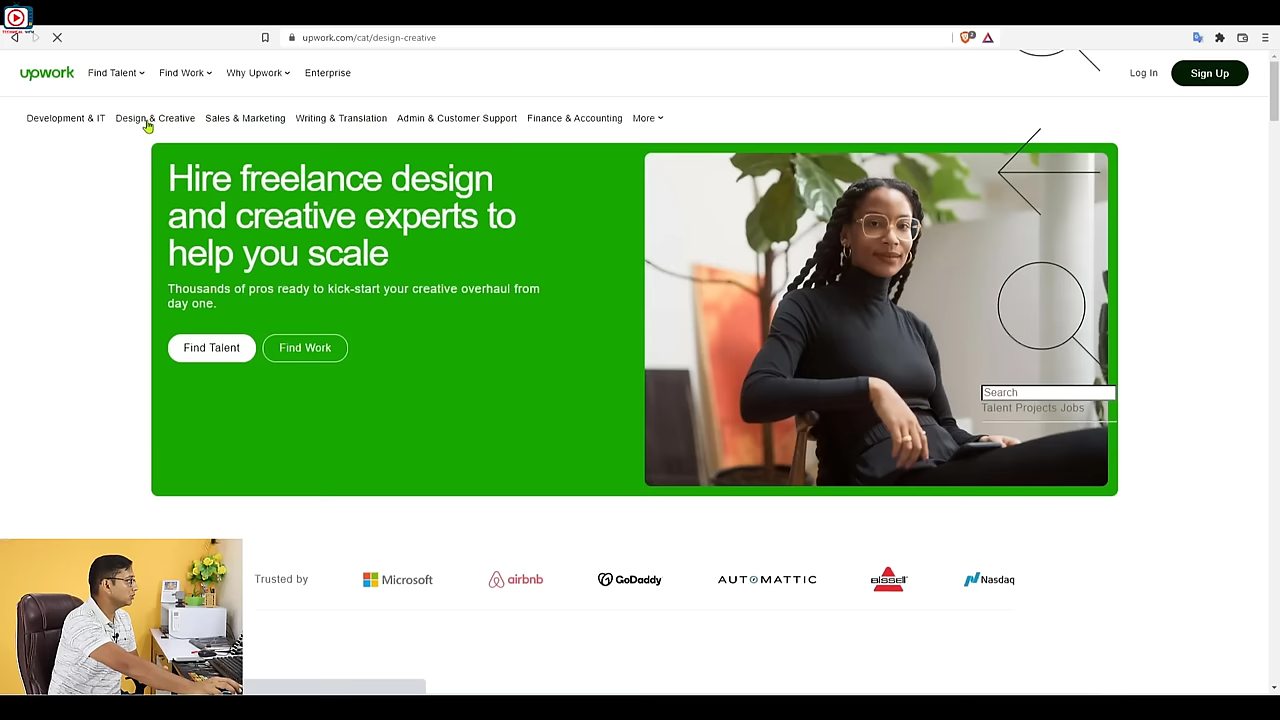 TECHNICAL
upwork.com/cat/design-creative
2
upwork Find Talent Find Work Why Upwork Enterprise Log In Sign Up
Development & IT Design & Creative Sales & Marketing Writing & Translation Admin & Customer Support Finance & Accounting More
Hire freelance design
and creative experts to
help you scale
Thousands of pros ready to kick-start your creative overhaul from
day one.
Find Talent Find Work
Search
Talent Projects Jobs
Trusted by Microsoft airbnb GoDaddy AUTOMATTIC BISSELL Nasdaq